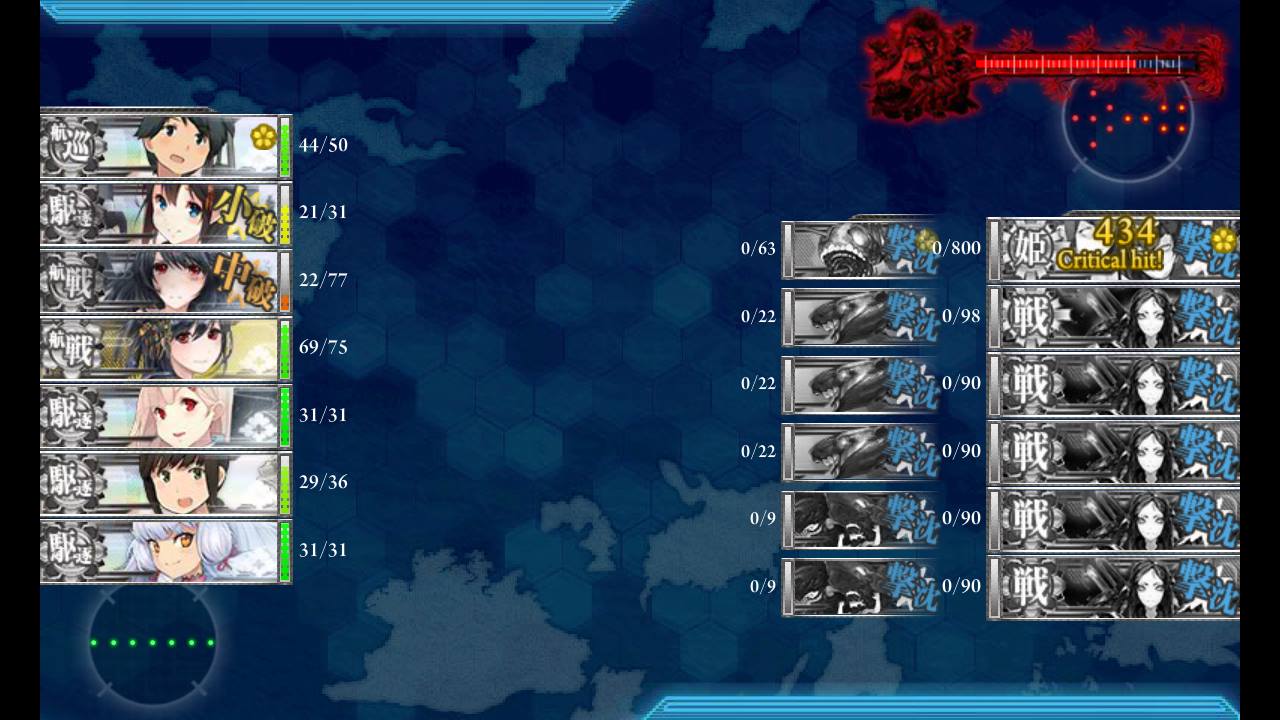 航巡
44/50
駆逐 小破
21/31
航戦 中破
22/77
航戦
69/75
駆逐
31/31
駆逐
29/36
駆逐
31/31
0/63 撃
0/22 撃沈
0/22 撃沈
0/22 撃沈
0/9 撃沈
0/9 撃沈
0/800 姫 434 撃沈
Critical hit!
0/98 戦 撃沈
0/90 戦 撃沈
0/90 戦 撃沈
0/90 戦 撃沈
0/90 戦 撃沈